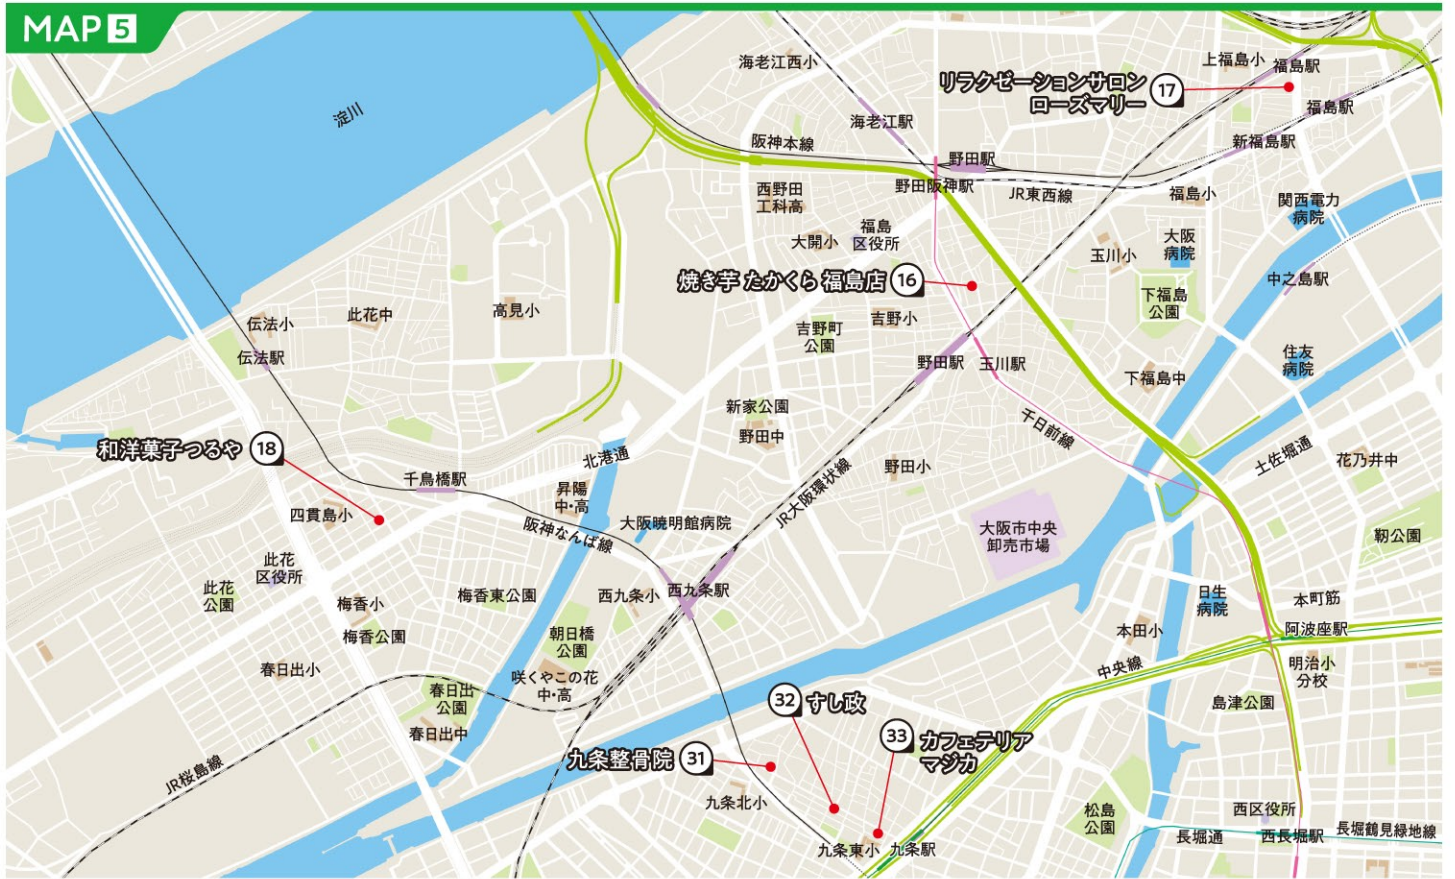 MAP 5
淀川
海老江西小
リラクゼーションサロン
ローズマリー
17
上福島小
福島駅
福島駅
海老江駅
阪神本線
野田駅
新福島駅
野田阪神駅
JR東西線
西野田
工科高
福島小
関西電力
病院
大開小
福島
区役所
玉川小
大阪
病院
焼き芋 たかくら 福島店
16
中之島駅
下福島
公園
伝法小
此花中
高見小
吉野町
公園
吉野小
伝法駅
野田駅
玉川駅
住友
病院
下福島中
新家公園
野田中
千日前線
和洋菓子つるや
18
北港通
土佐堀通
花乃井中
千鳥橋駅
昇陽
中・高
野田小
JR大阪環状線
四貫島小
阪神なんば線
大阪暁明館病院
大阪市中央
卸売市場
靭公園
此花
区役所
此花
公園
梅香小
梅香東公園
西九条小
西九条駅
日生
病院
本町筋
梅香公園
朝日橋
公園
本田小
阿波座駅
春日出小
咲くやこの花
中・高
中央線
明治小
分校
春日出
公園
島津公園
春日出中
32
すし政
33
カフェテリア
マジカ
九条整骨院
31
JR桜島線
九条北小
松島
公園
西区役所
九条東小
九条駅
長堀通
西長堀駅
長堀鶴見緑地線